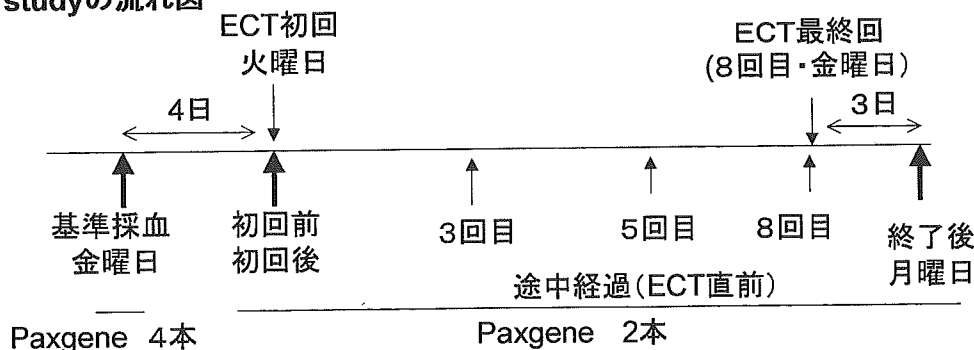 studyの流れ図
ECT初回
火曜日
ECT最終回
(8回目・金曜日)
4日
3日
基準採血
金曜日
初回前
初回後
3回目
5回目
8回目
終了後
月曜日
途中経過(ECT直前)
Paxgene 4本
Paxgene 2本